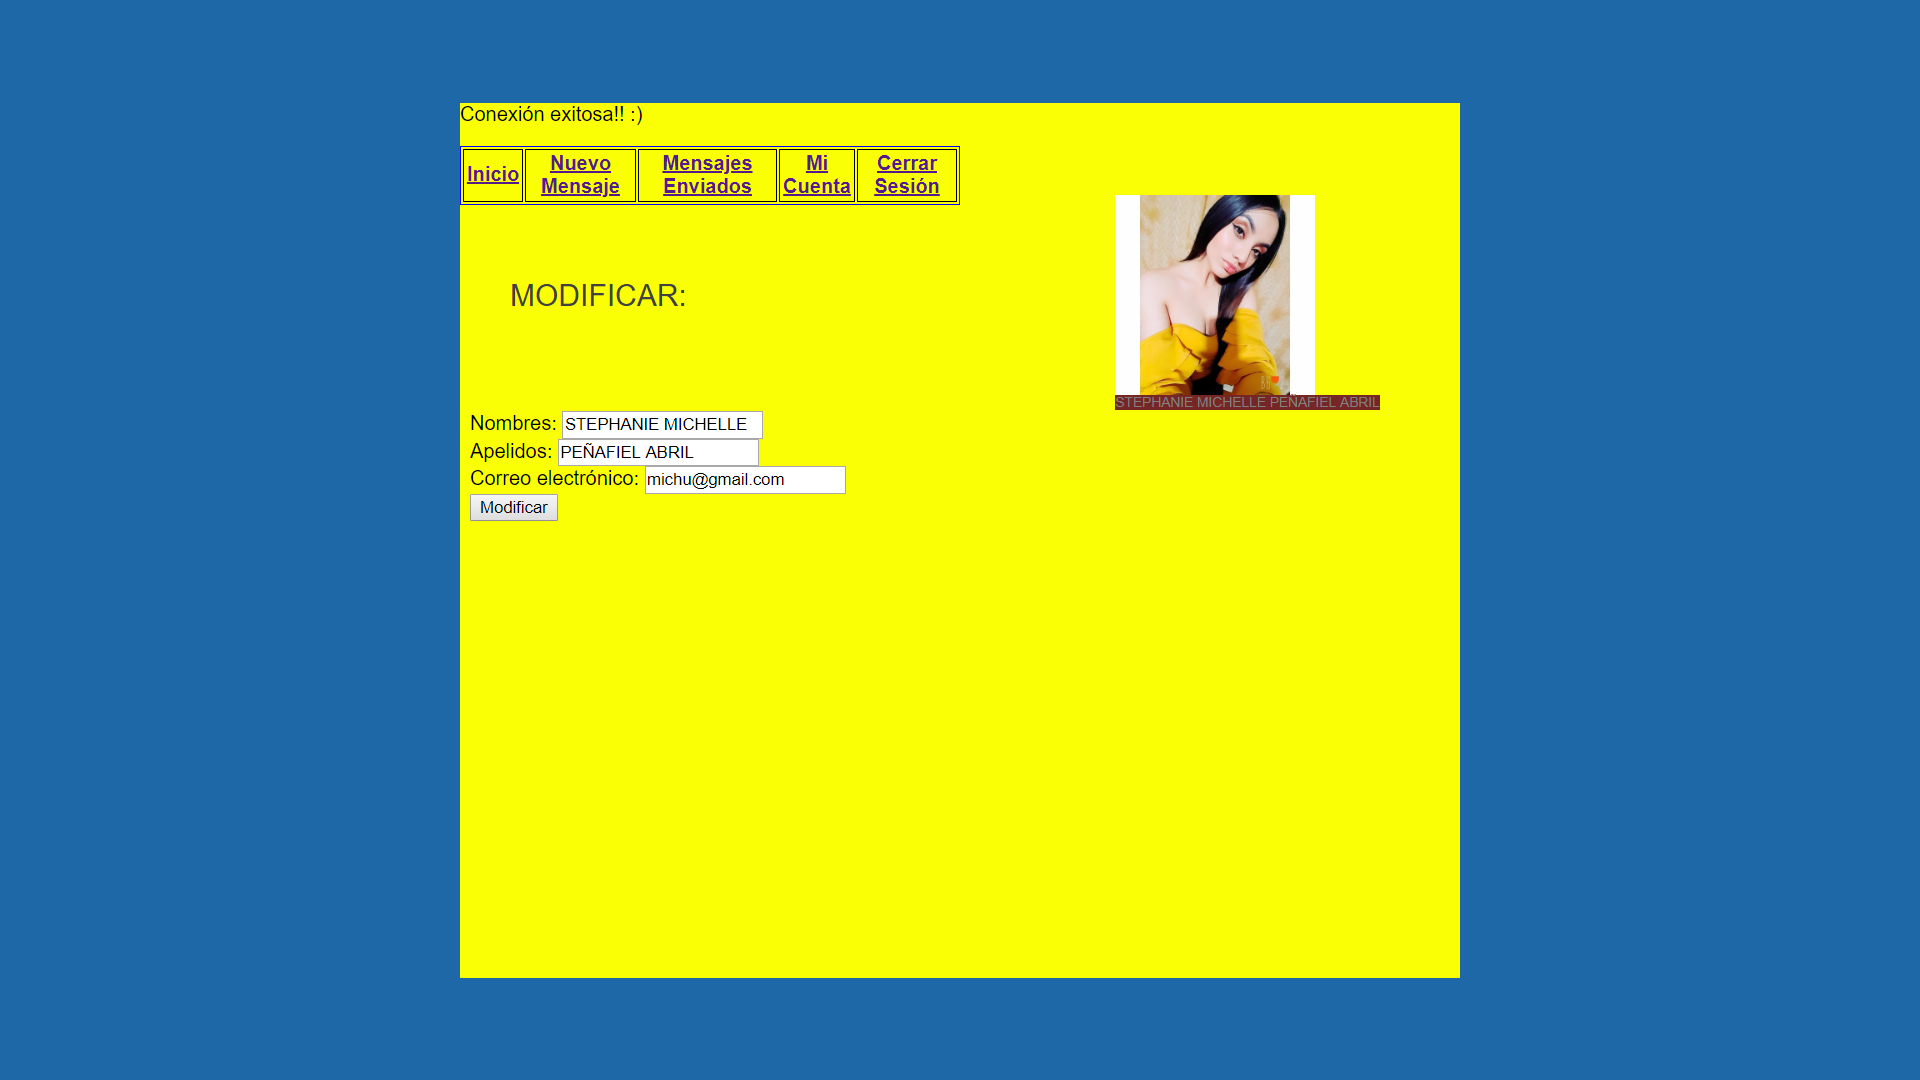 Conexión exitosa!! :)
Inicio
Nuevo
Mensaje
Mensajes
Enviados
Mi
Cuenta
Cerrar
Sesión
MODIFICAR:
STEPHANIE MICHELLE PEÑAFIEL ABRIL
Nombres: STEPHANIE MICHELLE
Apelidos: PEÑAFIEL ABRIL
Correo electrónico: michu@gmail.com
Modificar